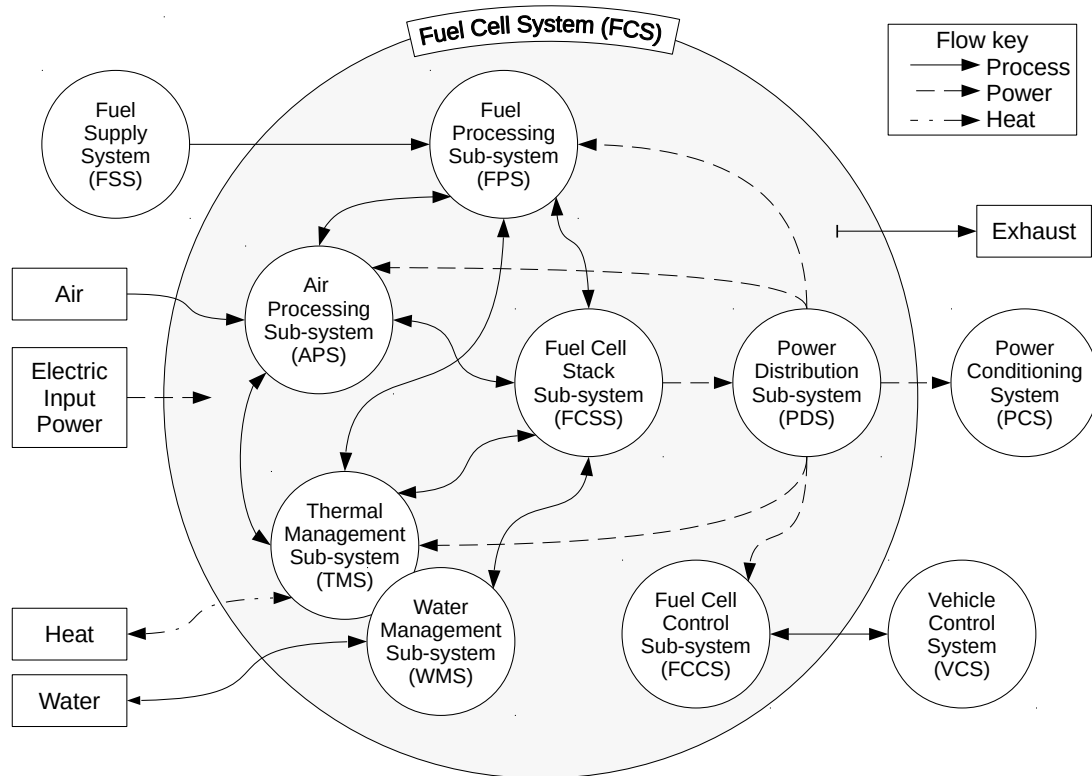 Fuel Cell System (FCS)
Flow key
Process
Power
Heat
Fuel
Supply
System
(FSS)
Fuel
Processing
Sub-system
(FPS)
Exhaust
Air
Air
Processing
Sub-system
(APS)
Electric
Input
Power
Fuel Cell
Stack
Sub-system
(FCSS)
Power
Distribution
Sub-system
(PDS)
Power
Conditioning
System
(PCS)
Thermal
Management
Sub-system
(TMS)
Heat
Water
Management
Sub-system
(WMS)
Water
Fuel Cell
Control
Sub-system
(FCCS)
Vehicle
Control
System
(VCS)